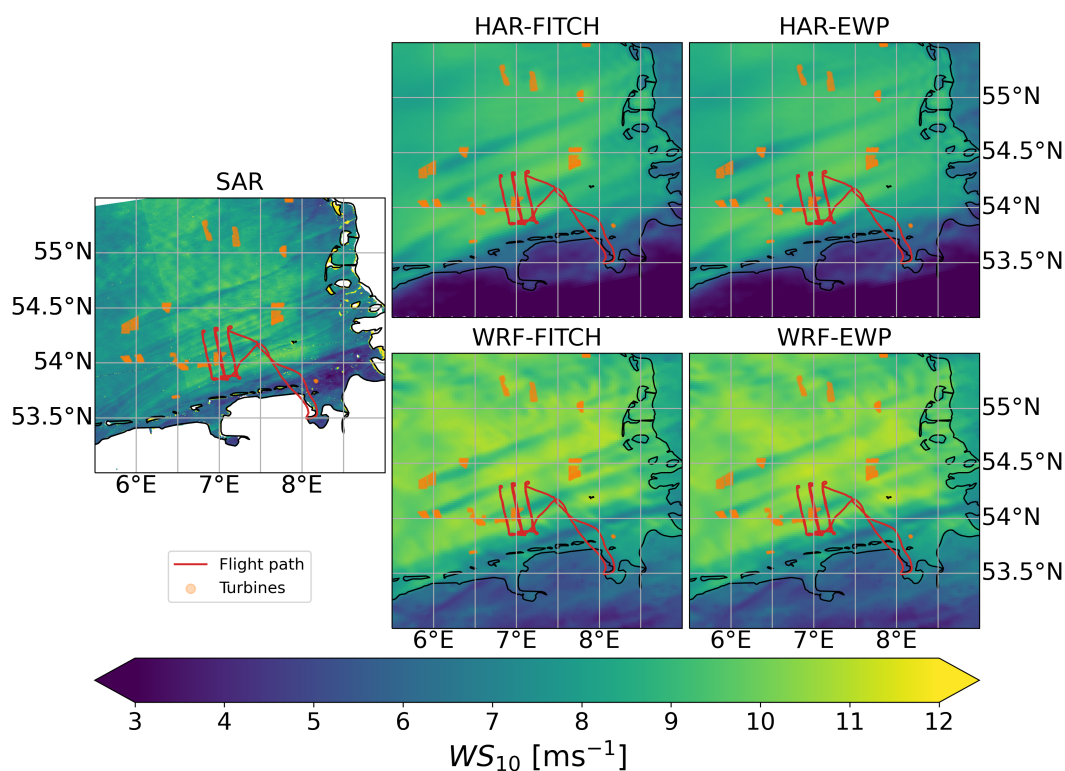 HAR-FITCH
HAR-EWP
55°N
54.5°N
54°N
53.5°N
SAR
55°N
54.5°N
54°N
53.5°N
6°E 7°E 8°E
WRF-FITCH
WRF-EWP
55°N
54.5°N
54°N
53.5°N
6°E 7°E 8°E
6°E 7°E 8°E
Flight path
Turbines
3 4 5 6 7 8 9 10 11 12
WS₁₀ [ms⁻¹]